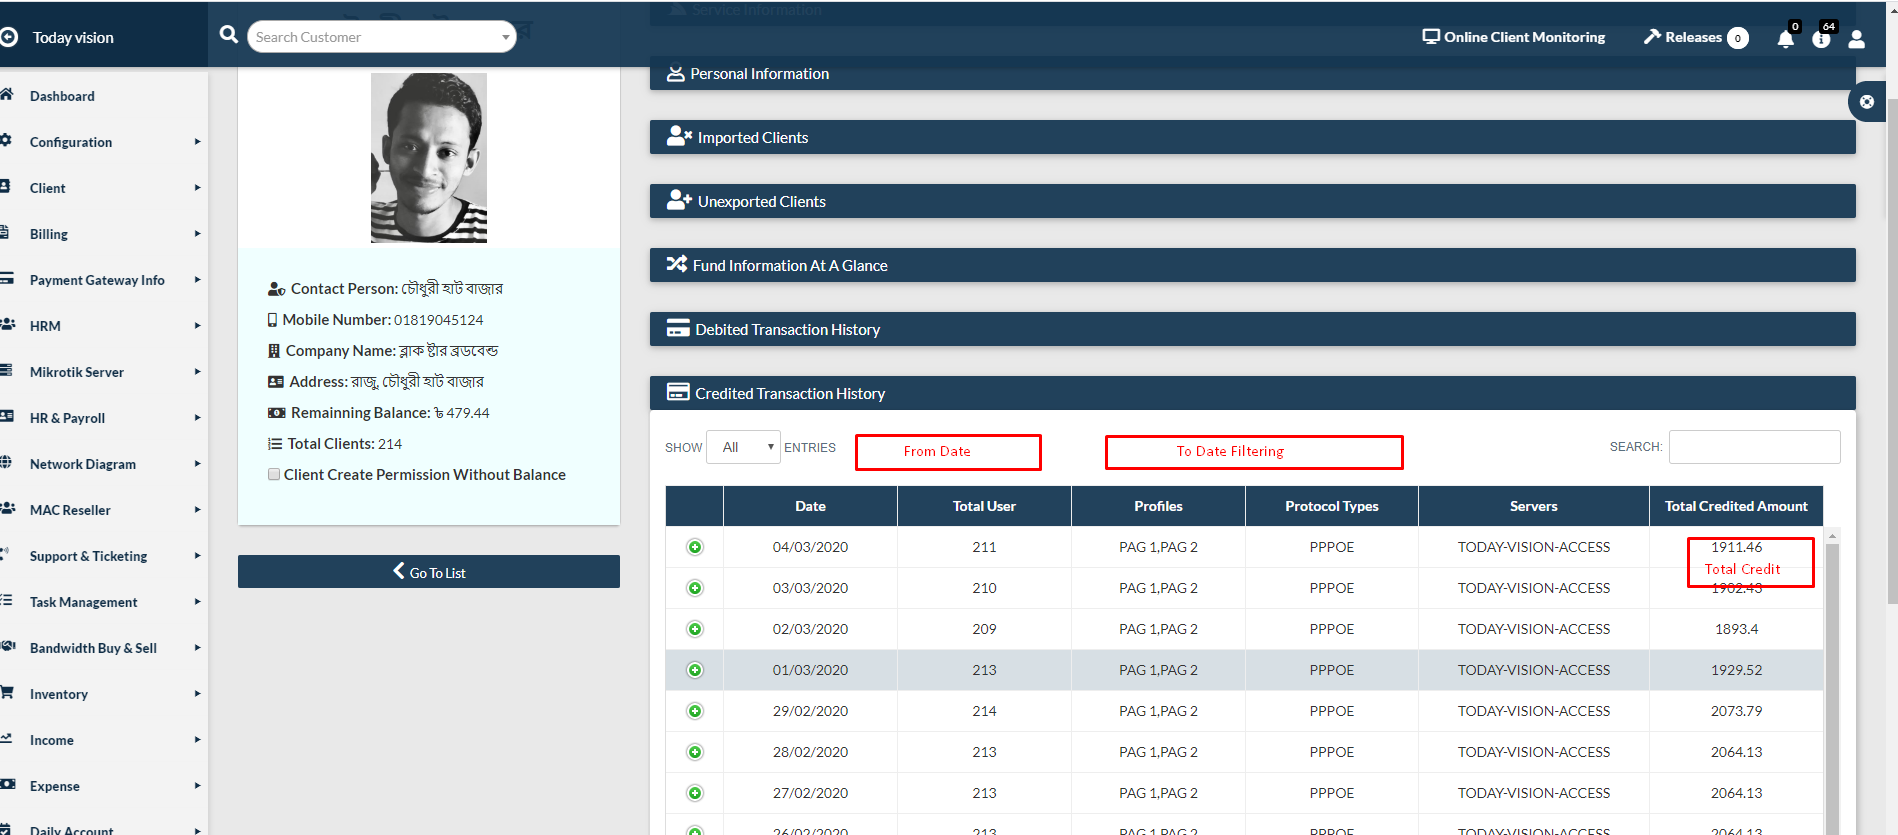 Service Information
Today vision
Search Customer
Online Client Monitoring
Releases 0
0
64
Dashboard
Configuration
Client
Billing
Payment Gateway Info
HRM
Mikrotik Server
HR & Payroll
Network Diagram
MAC Reseller
Support & Ticketing
Task Management
Bandwidth Buy & Sell
Inventory
Income
Expense
Daily Account
Contact Person: চৌধুরী হাট বাজার
Mobile Number: 01819045124
Company Name: ব্লাক ষ্টার ব্রডবেন্ড
Address: রাজু, চৌধুরী হাট বাজার
Remainning Balance: ৳ 479.44
Total Clients: 214
Client Create Permission Without Balance
Go To List
Personal Information
Imported Clients
Unexported Clients
Fund Information At A Glance
Debited Transaction History
Credited Transaction History
SHOW All ENTRIES From Date To Date Filtering SEARCH:
Date Total User Profiles Protocol Types Servers Total Credited Amount
04/03/2020 211 PAG 1,PAG 2 PPPOE TODAY-VISION-ACCESS 1911.46
Total Credit
03/03/2020 210 PAG 1,PAG 2 PPPOE TODAY-VISION-ACCESS 1902.43
02/03/2020 209 PAG 1,PAG 2 PPPOE TODAY-VISION-ACCESS 1893.4
01/03/2020 213 PAG 1,PAG 2 PPPOE TODAY-VISION-ACCESS 1929.52
29/02/2020 214 PAG 1,PAG 2 PPPOE TODAY-VISION-ACCESS 2073.79
28/02/2020 213 PAG 1,PAG 2 PPPOE TODAY-VISION-ACCESS 2064.13
27/02/2020 213 PAG 1,PAG 2 PPPOE TODAY-VISION-ACCESS 2064.13
26/02/2020 213 PAG 1,PAG 2 PPPOE TODAY-VISION-ACCESS 2064.13